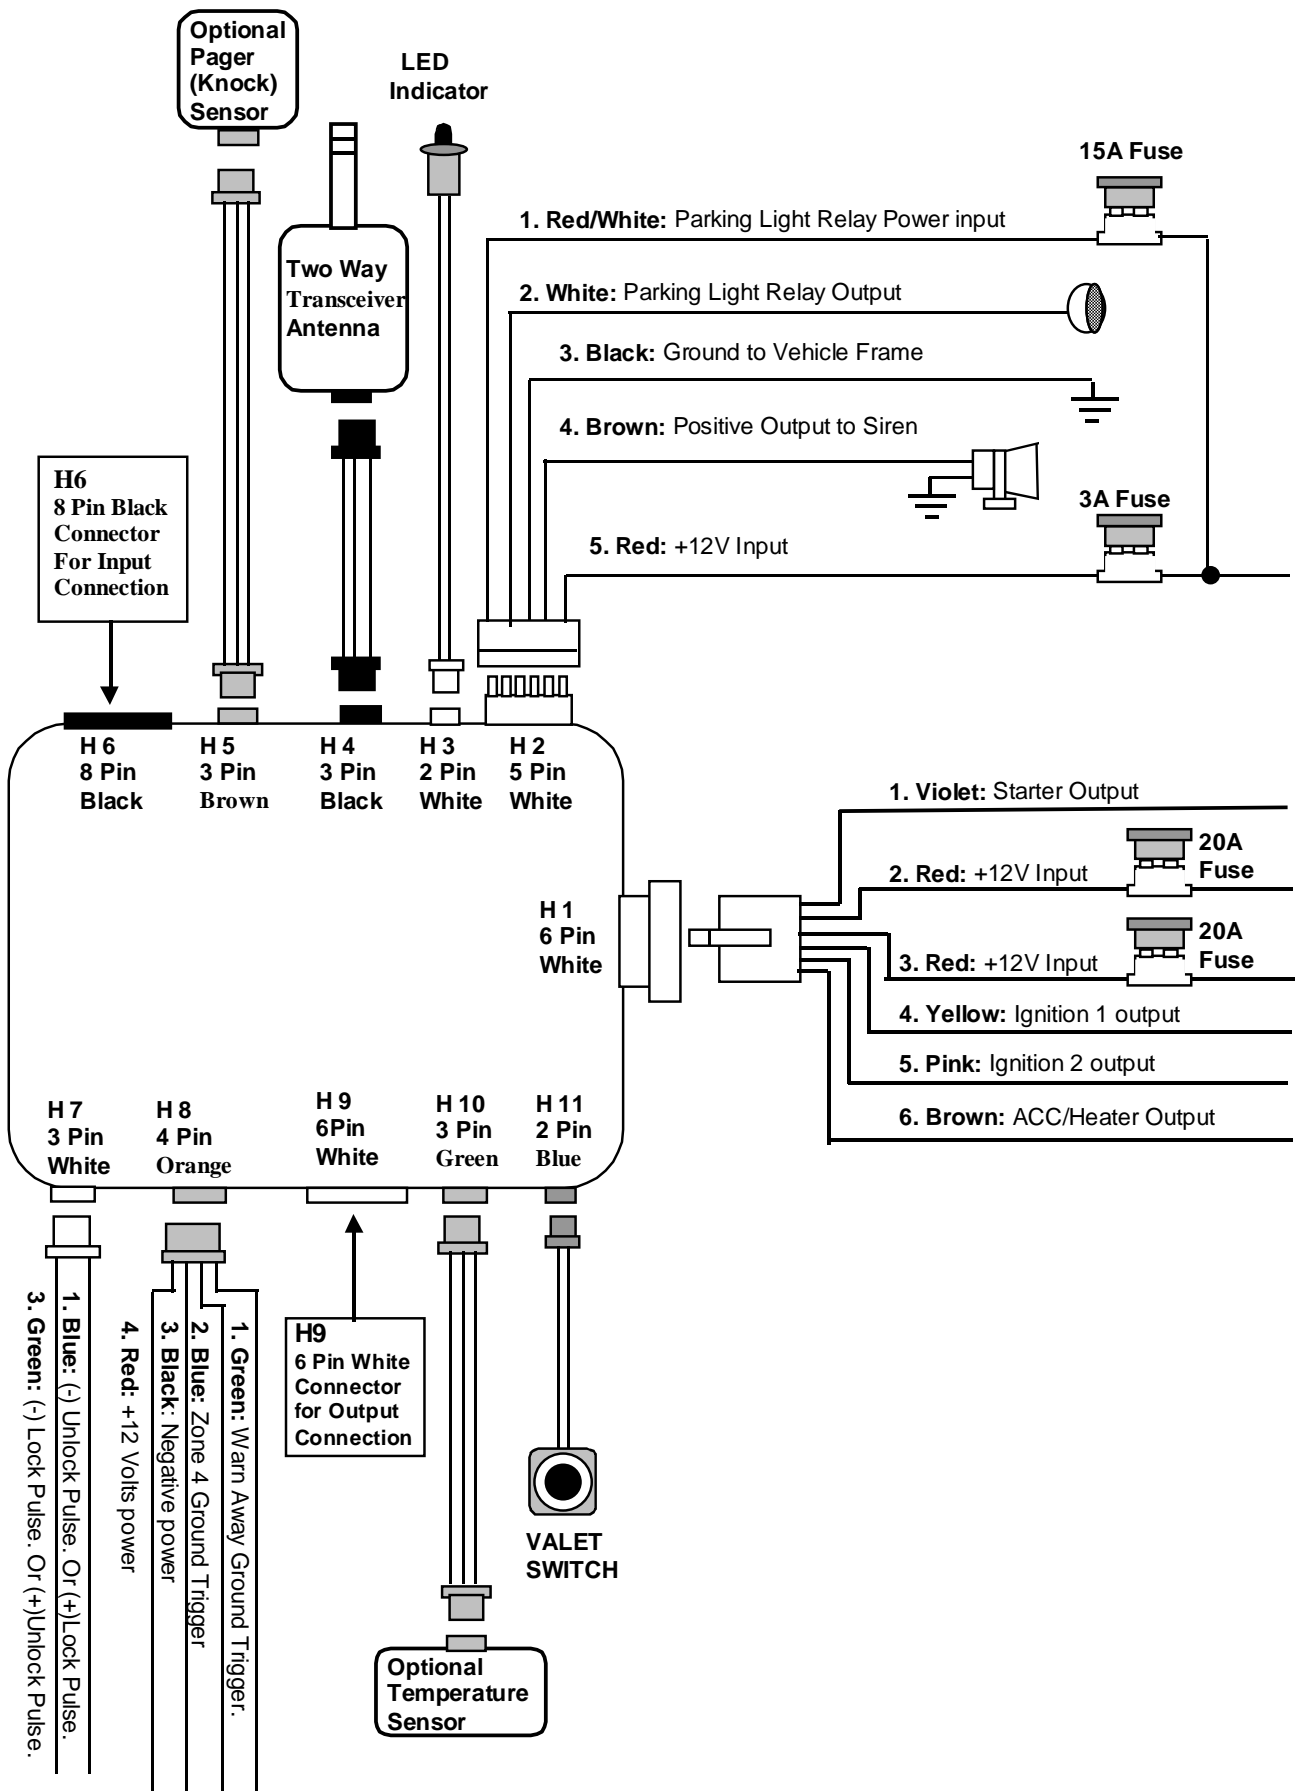 Optional
Pager
(Knock)
Sensor
LED
Indicator
15A Fuse
1. Red/White: Parking Light Relay Power input
Two Way
Transceiver
Antenna
2. White: Parking Light Relay Output
3. Black: Ground to Vehicle Frame
4. Brown: Positive Output to Siren
H6
8 Pin Black
Connector
For Input
Connection
3A Fuse
5. Red: +12V Input
H 6
8 Pin
Black
H 5
3 Pin
Brown
H 4
3 Pin
Black
H 3
2 Pin
White
H 2
5 Pin
White
1. Violet: Starter Output
20A
Fuse
2. Red: +12V Input
H 1
6 Pin
White
20A
Fuse
3. Red: +12V Input
4. Yellow: Ignition 1 output
5. Pink: Ignition 2 output
6. Brown: ACC/Heater Output
H 7
3 Pin
White
H 8
4 Pin
Orange
H 9
6Pin
White
H 10
3 Pin
Green
H 11
2 Pin
Blue
1. Blue: (-) Unlock Pulse. Or (+)Lock Pulse.
3. Green: (-) Lock Pulse. Or (+)Unlock Pulse.
1. Green: Warn Away Ground Trigger.
2. Blue: Zone 4 Ground Trigger
3. Black: Negative power
4. Red: +12 Volts power
H9
6 Pin White
Connector
for Output
Connection
VALET
SWITCH
Optional
Temperature
Sensor